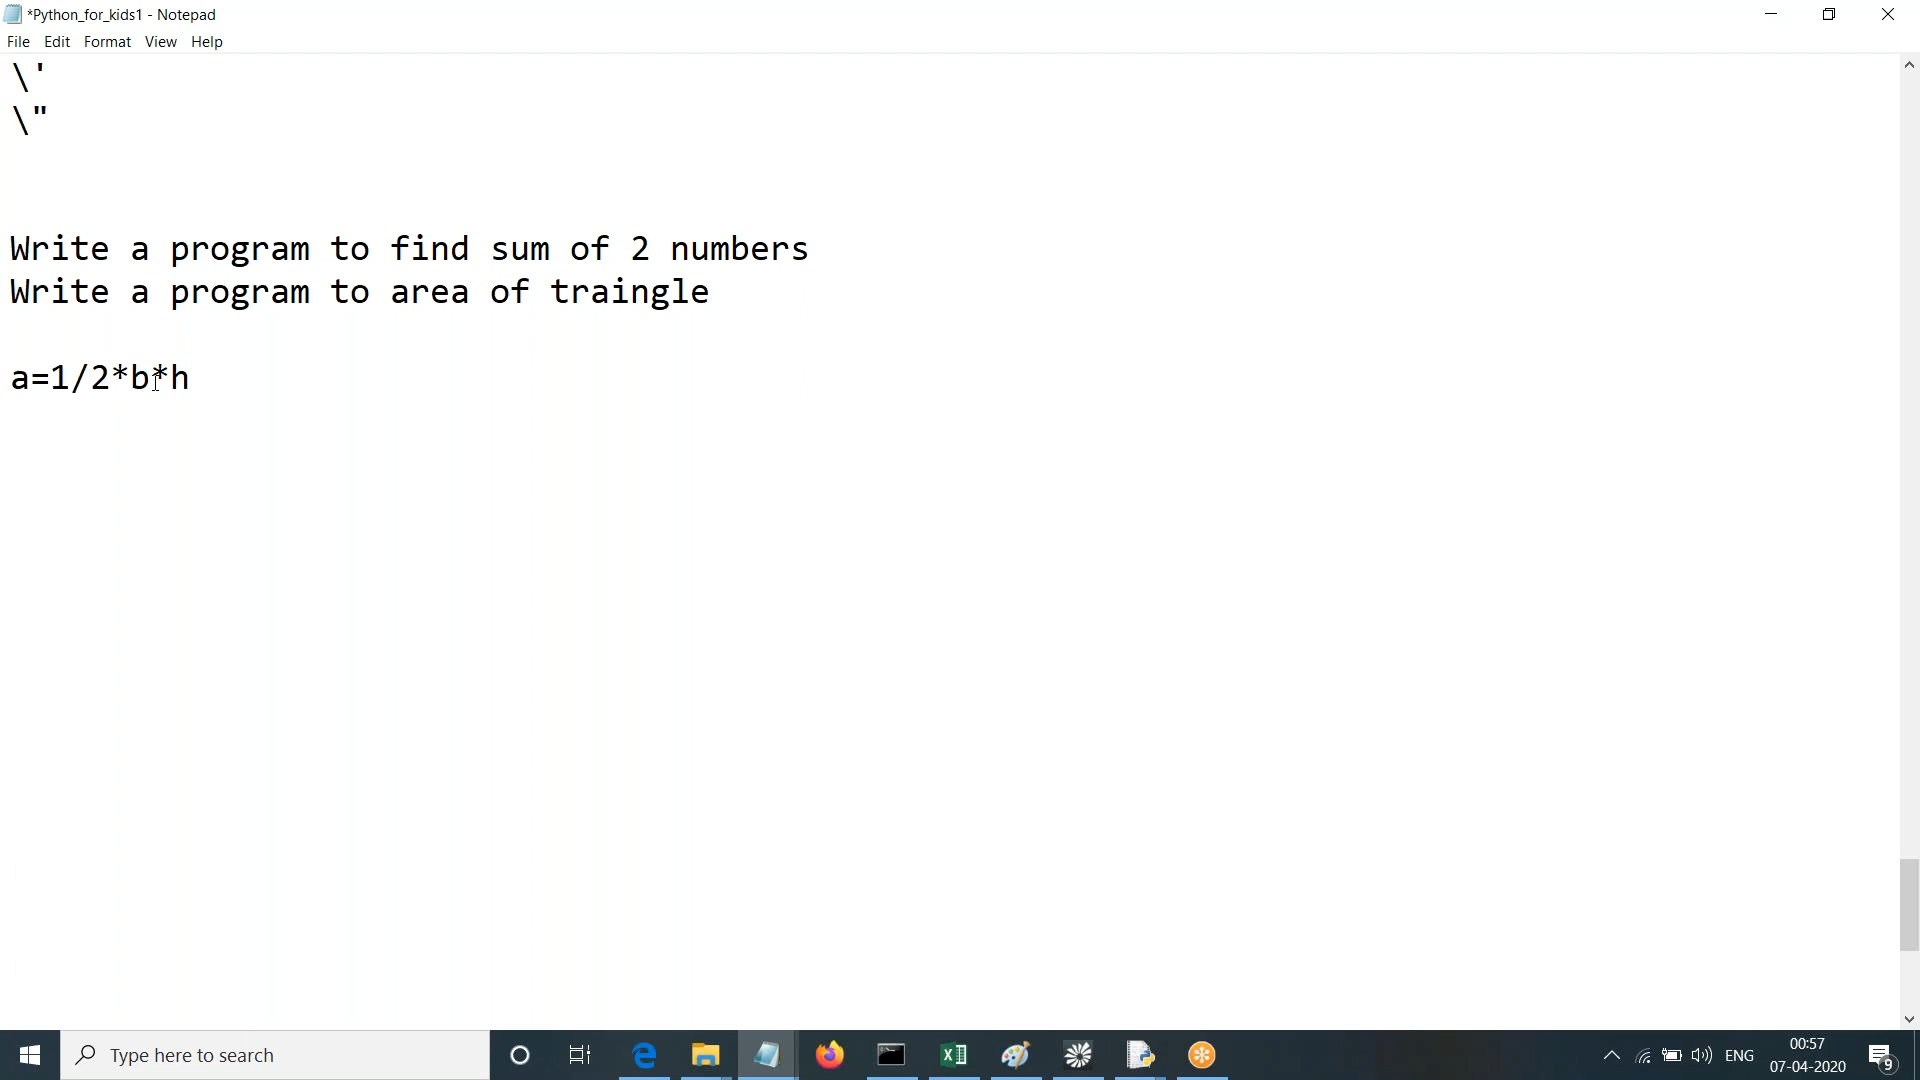 *Python_for_kids1 - Notepad
File Edit Format View Help
\'
\"
Write a program to find sum of 2 numbers
Write a program to area of traingle
a=1/2*b*h
Type here to search
ENG
00:57
07-04-2020
9